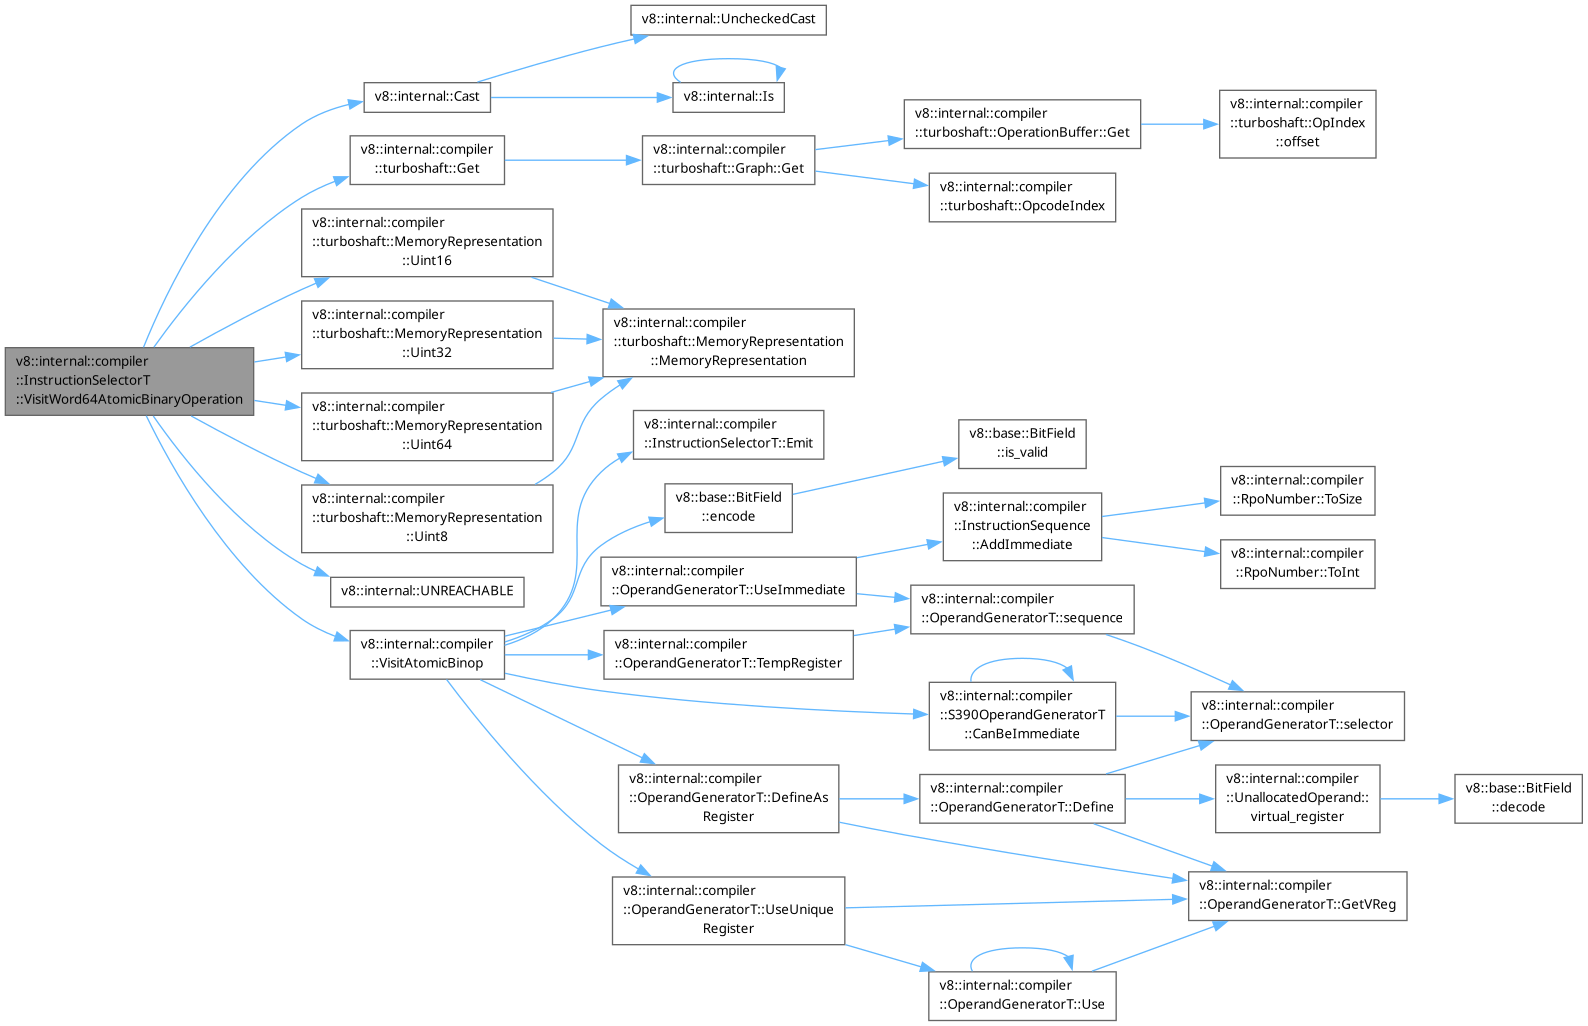 v8::internal::compiler
::InstructionSelectorT
::VisitWord64AtomicBinaryOperation
v8::internal::Cast
v8::internal::UncheckedCast
v8::internal::Is
v8::internal::compiler
::turboshaft::Get
v8::internal::compiler
::turboshaft::Graph::Get
v8::internal::compiler
::turboshaft::OperationBuffer::Get
v8::internal::compiler
::turboshaft::OpIndex
::offset
v8::internal::compiler
::turboshaft::OpcodeIndex
v8::internal::compiler
::turboshaft::MemoryRepresentation
::Uint16
v8::internal::compiler
::turboshaft::MemoryRepresentation
::MemoryRepresentation
v8::internal::compiler
::turboshaft::MemoryRepresentation
::Uint32
v8::internal::compiler
::turboshaft::MemoryRepresentation
::Uint64
v8::internal::compiler
::turboshaft::MemoryRepresentation
::Uint8
v8::internal::UNREACHABLE
v8::internal::compiler
::VisitAtomicBinop
v8::internal::compiler
::InstructionSelectorT::Emit
v8::base::BitField
::encode
v8::base::BitField
::is_valid
v8::internal::compiler
::OperandGeneratorT::UseImmediate
v8::internal::compiler
::InstructionSequence
::AddImmediate
v8::internal::compiler
::RpoNumber::ToSize
v8::internal::compiler
::RpoNumber::ToInt
v8::internal::compiler
::OperandGeneratorT::sequence
v8::internal::compiler
::OperandGeneratorT::TempRegister
v8::internal::compiler
::S390OperandGeneratorT
::CanBeImmediate
v8::internal::compiler
::OperandGeneratorT::selector
v8::internal::compiler
::OperandGeneratorT::DefineAs
Register
v8::internal::compiler
::OperandGeneratorT::Define
v8::internal::compiler
::UnallocatedOperand::
virtual_register
v8::base::BitField
::decode
v8::internal::compiler
::OperandGeneratorT::GetVReg
v8::internal::compiler
::OperandGeneratorT::UseUnique
Register
v8::internal::compiler
::OperandGeneratorT::Use